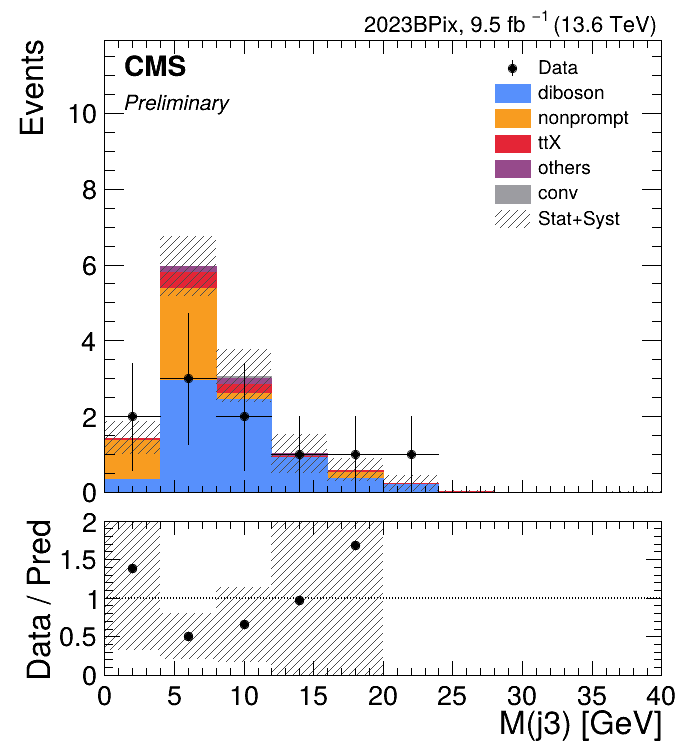 2023BPix, 9.5 fb⁻¹ (13.6 TeV)
CMS
Preliminary
Events
Data
diboson
nonprompt
ttX
others
conv
Stat+Syst
10
8
6
4
2
0
Data / Pred
2
1.5
1
0.5
0
0 5 10 15 20 25 30 35 40
M(j3) [GeV]